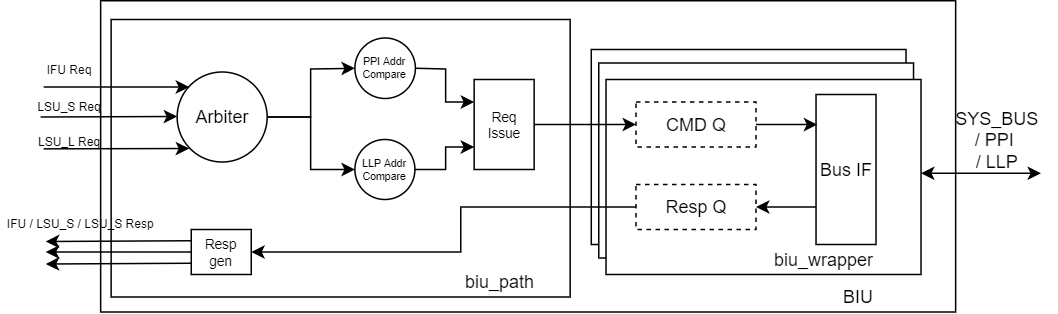 IFU Req
LSU_S Req
LSU_L Req
Arbiter
PPI Addr
Compare
LLP Addr
Compare
Req
Issue
CMD Q
Resp Q
Bus IF
SYS_BUS
/ PPI
/ LLP
IFU / LSU_S / LSU_S Resp
Resp
gen
biu_path
biu_wrapper
BIU